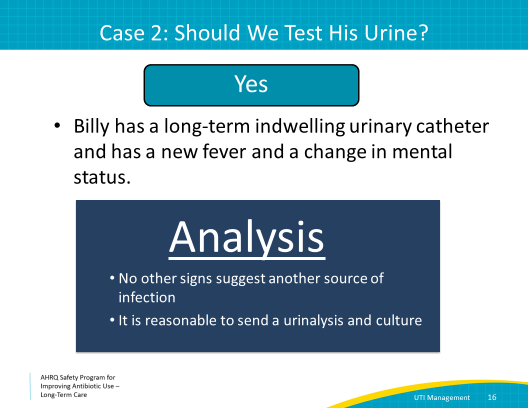 Case 2: Should We Test His Urine?
Yes
• Billy has a long-term indwelling urinary catheter
and has a new fever and a change in mental
status.
Analysis
• No other signs suggest another source of
infection
• It is reasonable to send a urinalysis and culture
AHRQ Safety Program for
Improving Antibiotic Use –
Long-Term Care
UTI Management 16